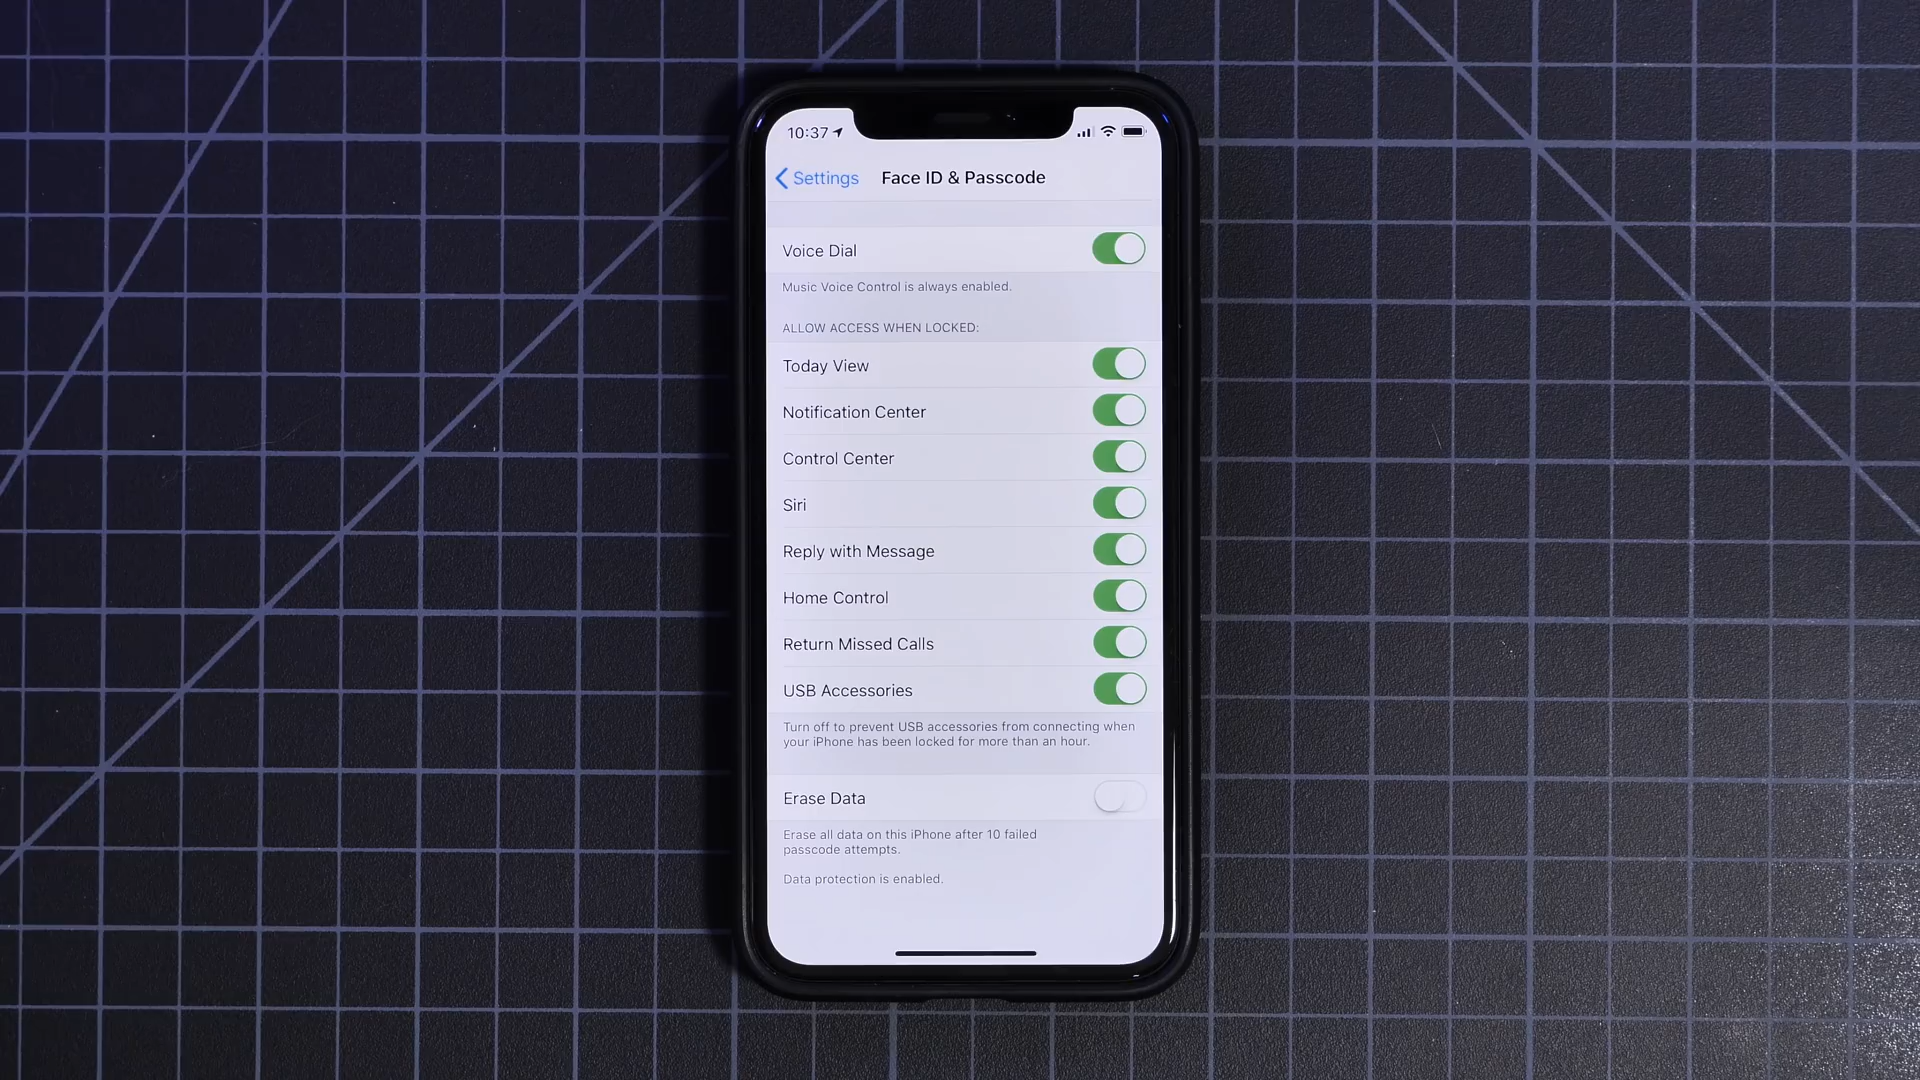 10:37
Settings Face ID & Passcode
Voice Dial
Music Voice Control is always enabled.
ALLOW ACCESS WHEN LOCKED:
Today View
Notification Center
Control Center
Siri
Reply with Message
Home Control
Return Missed Calls
USB Accessories
Turn off to prevent USB accessories from connecting when
your iPhone has been locked for more than an hour.
Erase Data
Erase all data on this iPhone after 10 failed
passcode attempts.
Data protection is enabled.